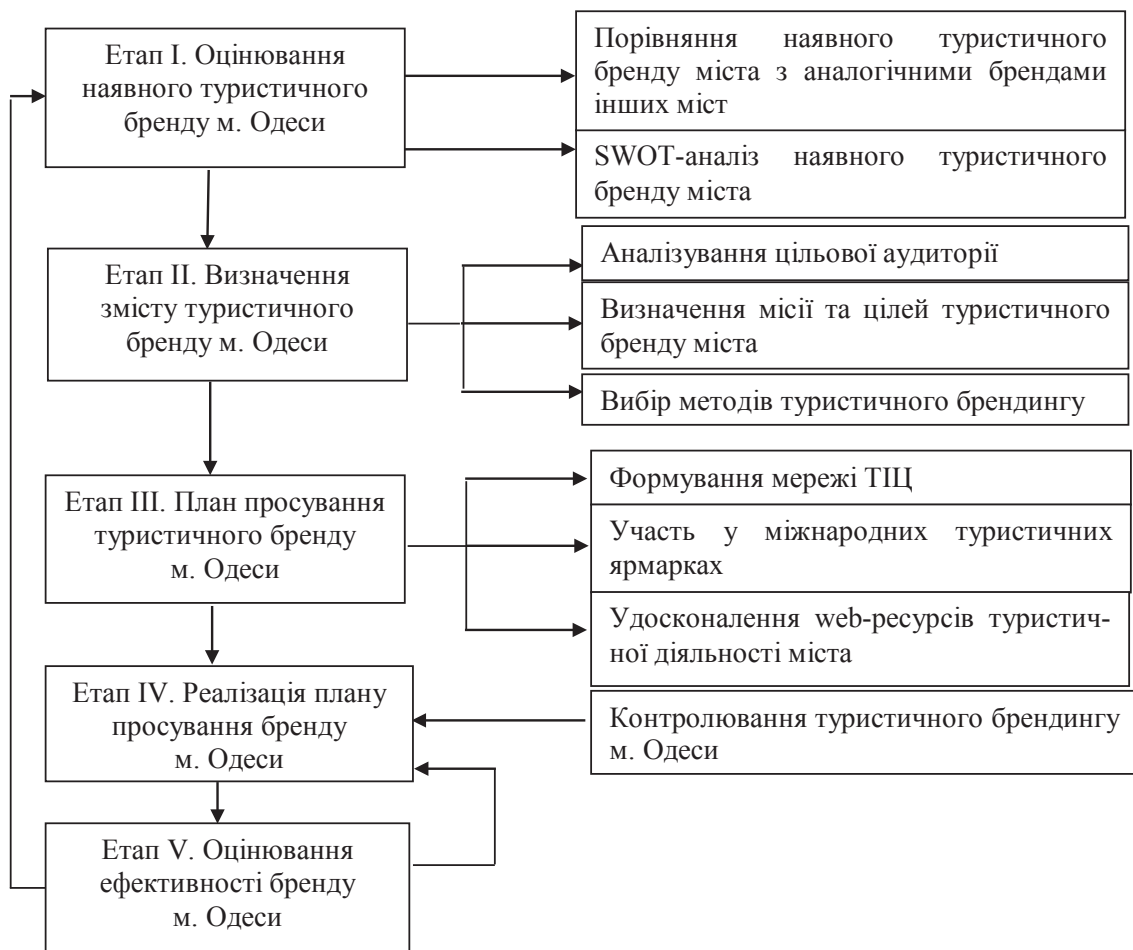 Етап I. Оцінювання
наявного туристичного
бренду м. Одеси
Порівняння наявного туристичного
бренду міста з аналогічними брендами
інших міст
SWOT-аналіз наявного туристичного
бренду міста
Етап II. Визначення
змісту туристичного
бренду м. Одеси
Аналізування цільової аудиторії
Визначення місії та цілей туристичного
бренду міста
Вибір методів туристичного брендингу
Етап III. План просування
туристичного бренду
м. Одеси
Формування мережі ТІЦ
Участь у міжнародних туристичних
ярмарках
Удосконалення web-ресурсів туристич-
ної діяльності міста
Етап IV. Реалізація плану
просування бренду
м. Одеси
Контролювання туристичного брендингу
м. Одеси
Етап V. Оцінювання
ефективності бренду
м. Одеси